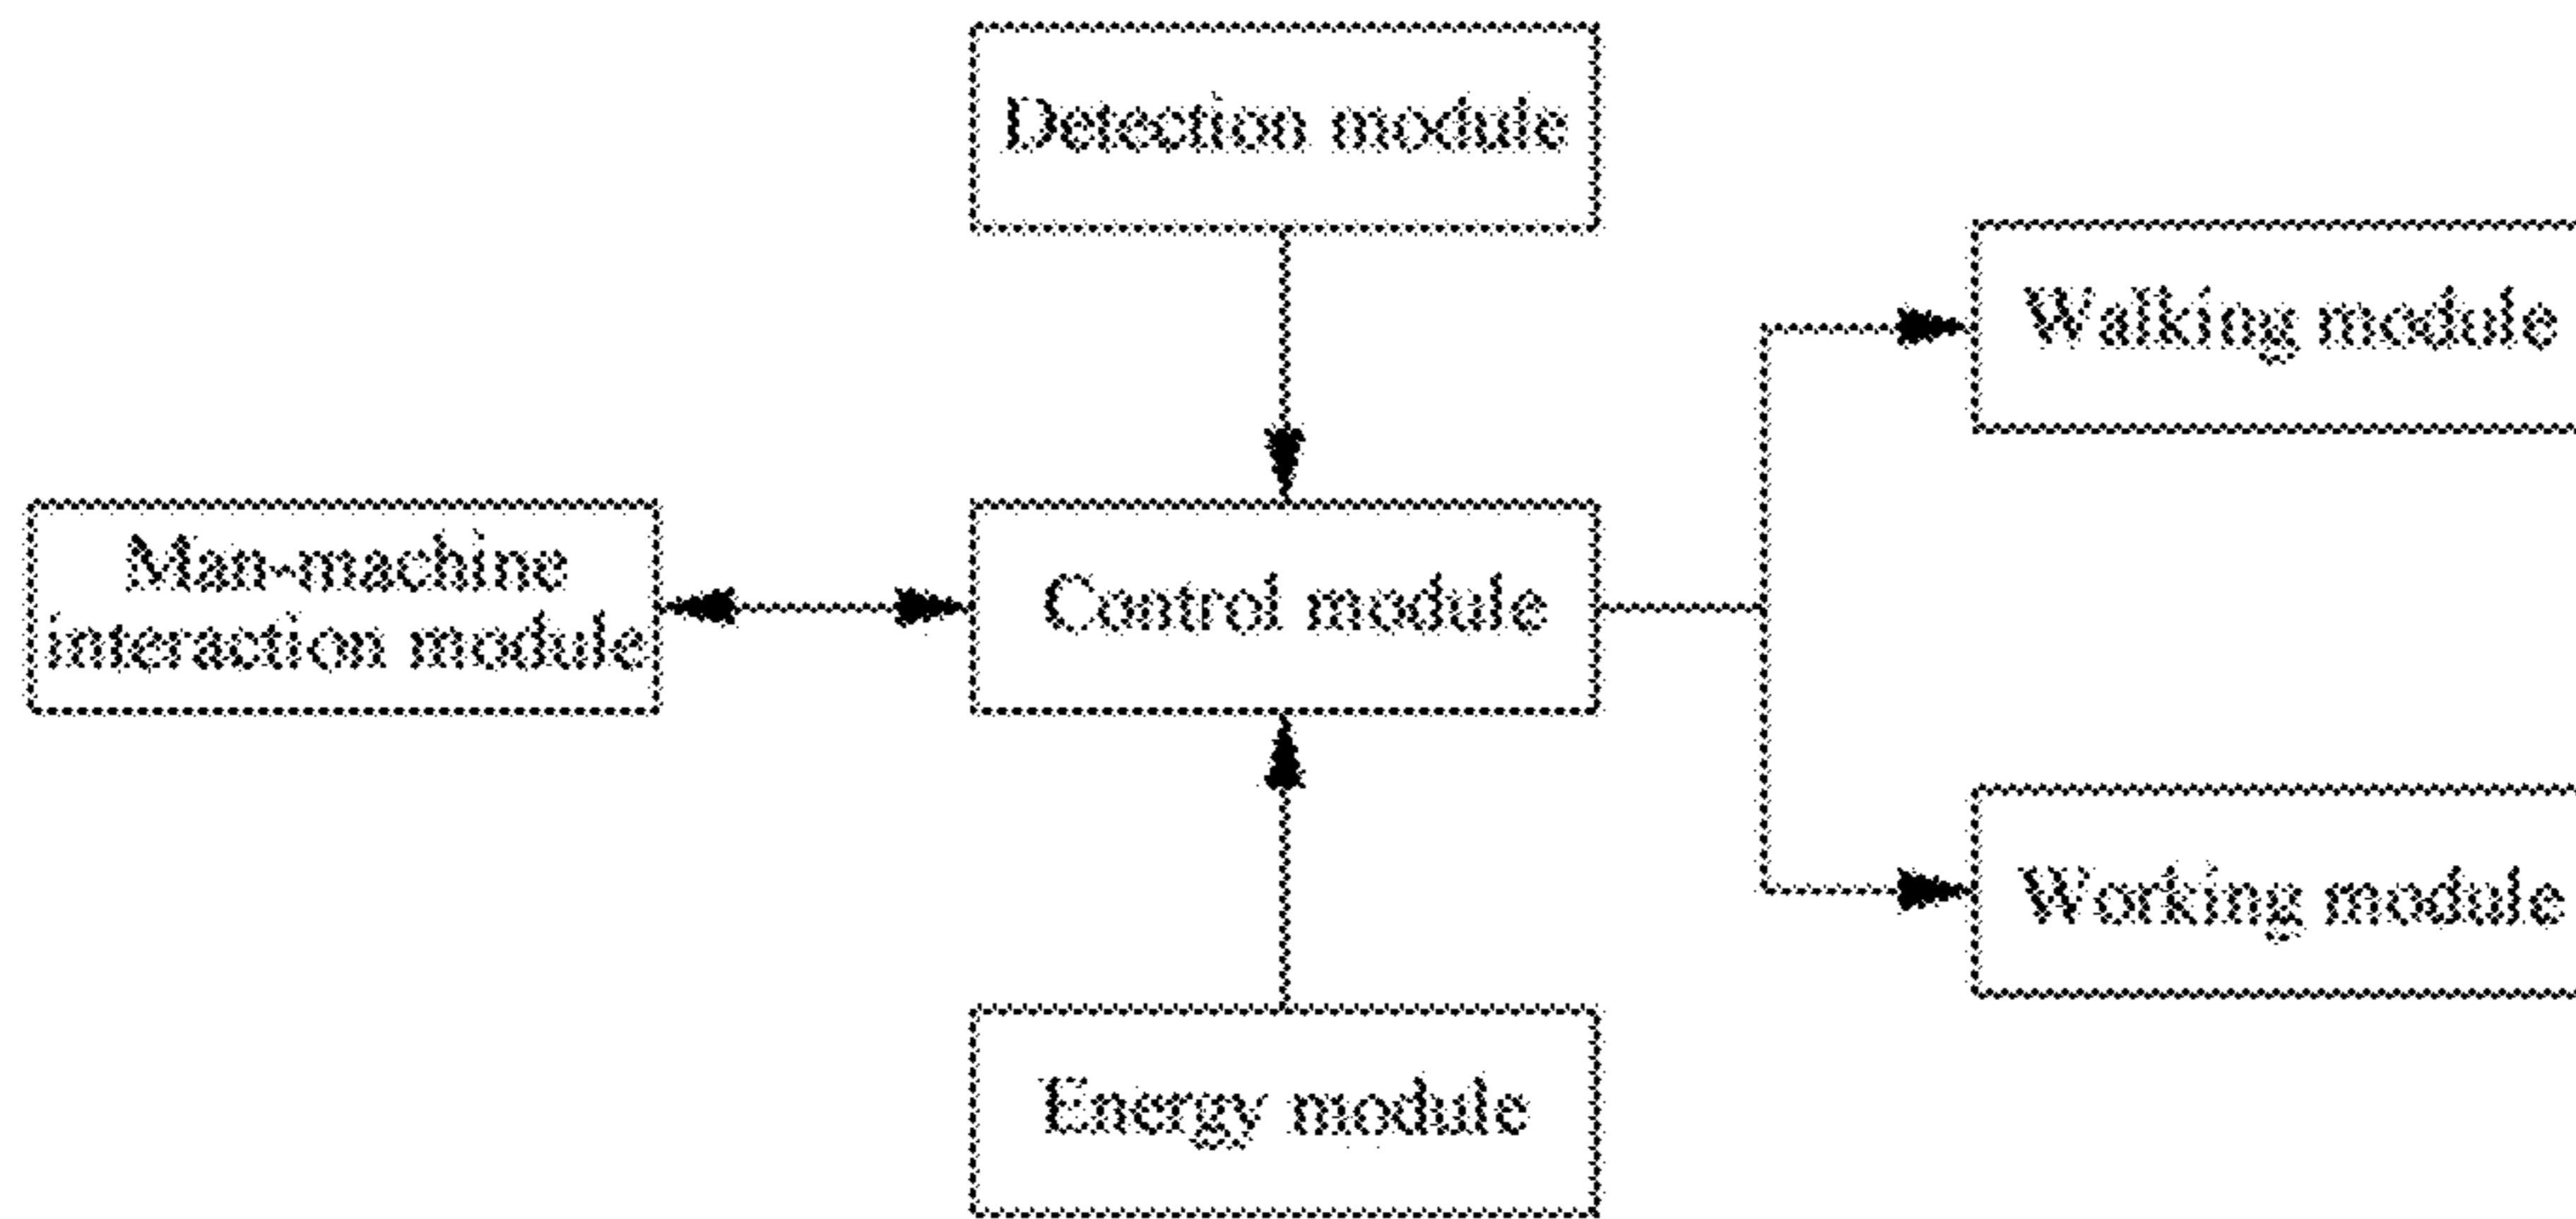 Detection module
Walking module
Man-machine
interaction module
Control module
Working module
Energy module